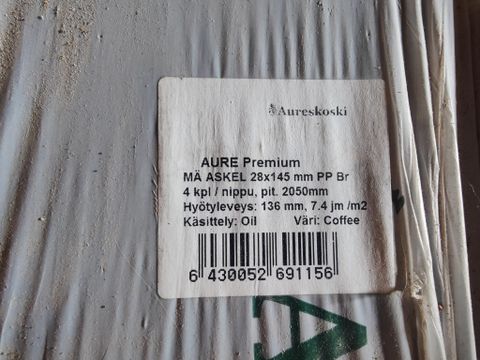 Aureskoski
AURE Premium
MÄ ASKEL 28x145 mm PP Br
4 kpl / nippu, pit. 2050mm
Hyötyleveys: 136 mm, 7.4 jm /m2
Käsittely: Oil Väri: Coffee
6 430052 691156
A